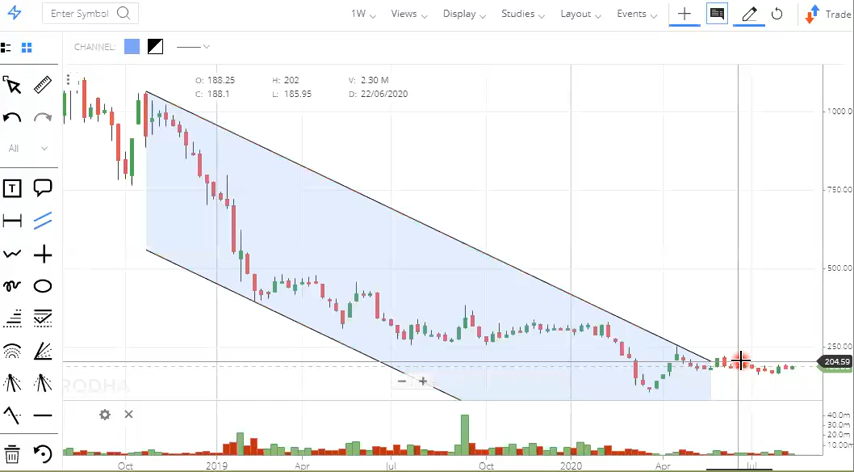 Enter Symbol
1W Views Display Studies Layout Events Trade
CHANNEL:
O: 188.25 H: 202 V: 2.30 M
C: 188.1 L: 185.95 D: 22/06/2020
All
T
1000.
750.00
500.00
250.00
204.59
RODHA
40.0m
30.0m
20.0m
10.0m
Oct 2019 Apr Jul Oct 2020 Apr Jul